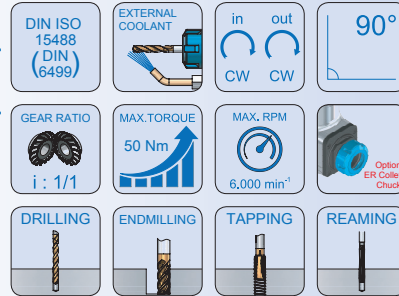 DIN ISO
15488
(DIN
6499)
EXTERNAL
COOLANT
in out
CW CW
90°
GEAR RATIO
i : 1/1
MAX.TORQUE
50 Nm
MAX. RPM
6.000 min⁻¹
Option
ER Collet
Chuck
DRILLING
ENDMILLING
TAPPING
REAMING